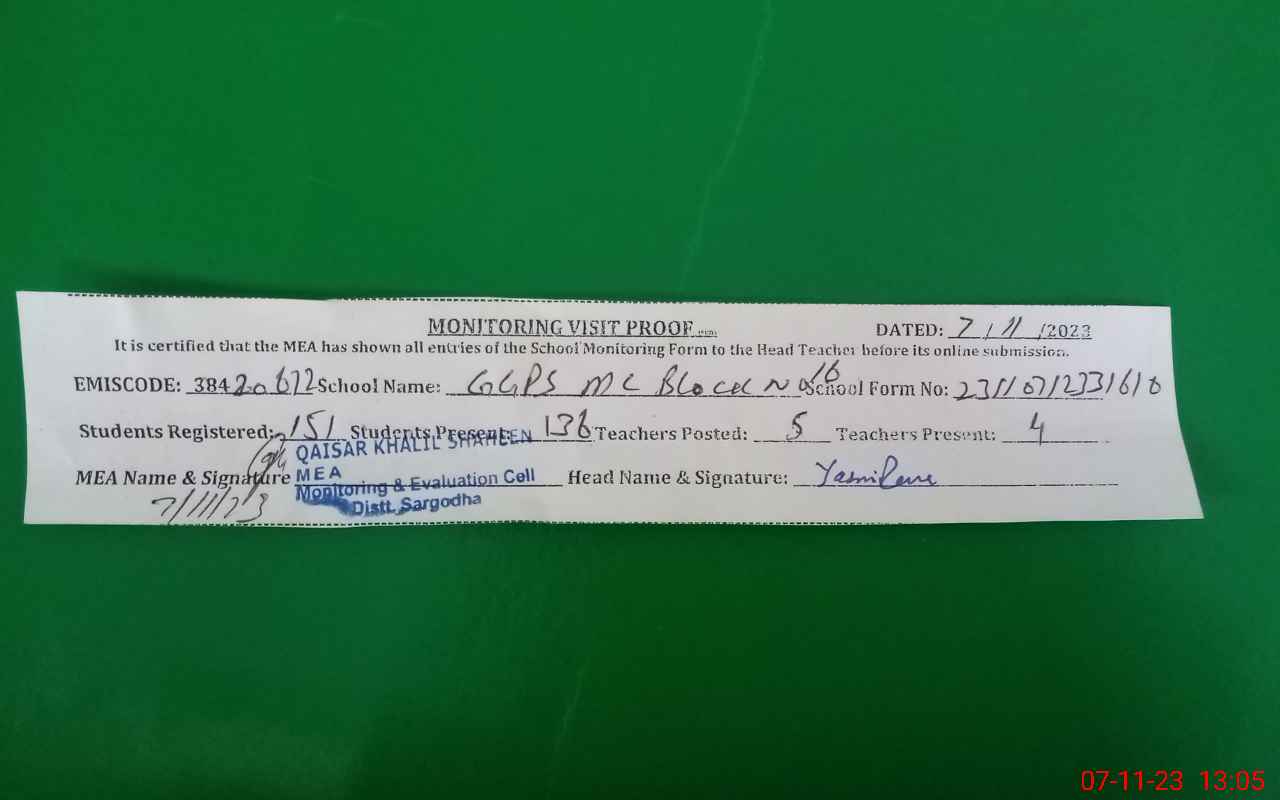 MONITORING VISIT PROOF DATED: 7/11/2023
It is certified that the MEA has shown all entries of the School Monitoring Form to the Head Teacher before its online submission.
EMISCODE: 38420672 School Name: GGPS MC Block No 16 School Form No:
Students Registered: 151 Students Present: 136 Teachers Posted: 5 Teachers Present: 4
QAISAR KHALIL SHAHEEN
MEA Name & Signature MEA Head Name & Signature:
Monitoring & Evaluation Cell
7/11/23 Distt. Sargodha
07-11-23 13:05